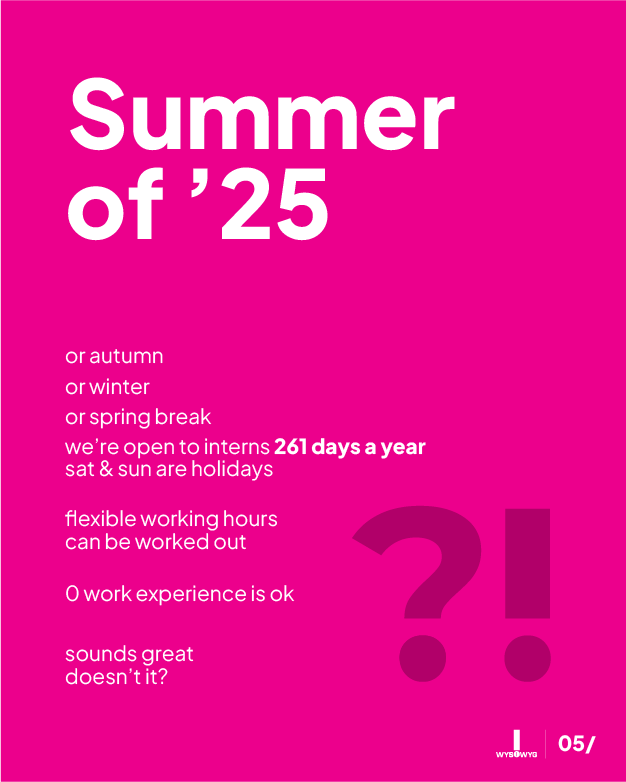 Summer
of ’25
or autumn
or winter
or spring break
we’re open to interns 261 days a year
sat & sun are holidays
flexible working hours
can be worked out
0 work experience is ok
sounds great
doesn’t it?
?!
WYSIWYG
05/